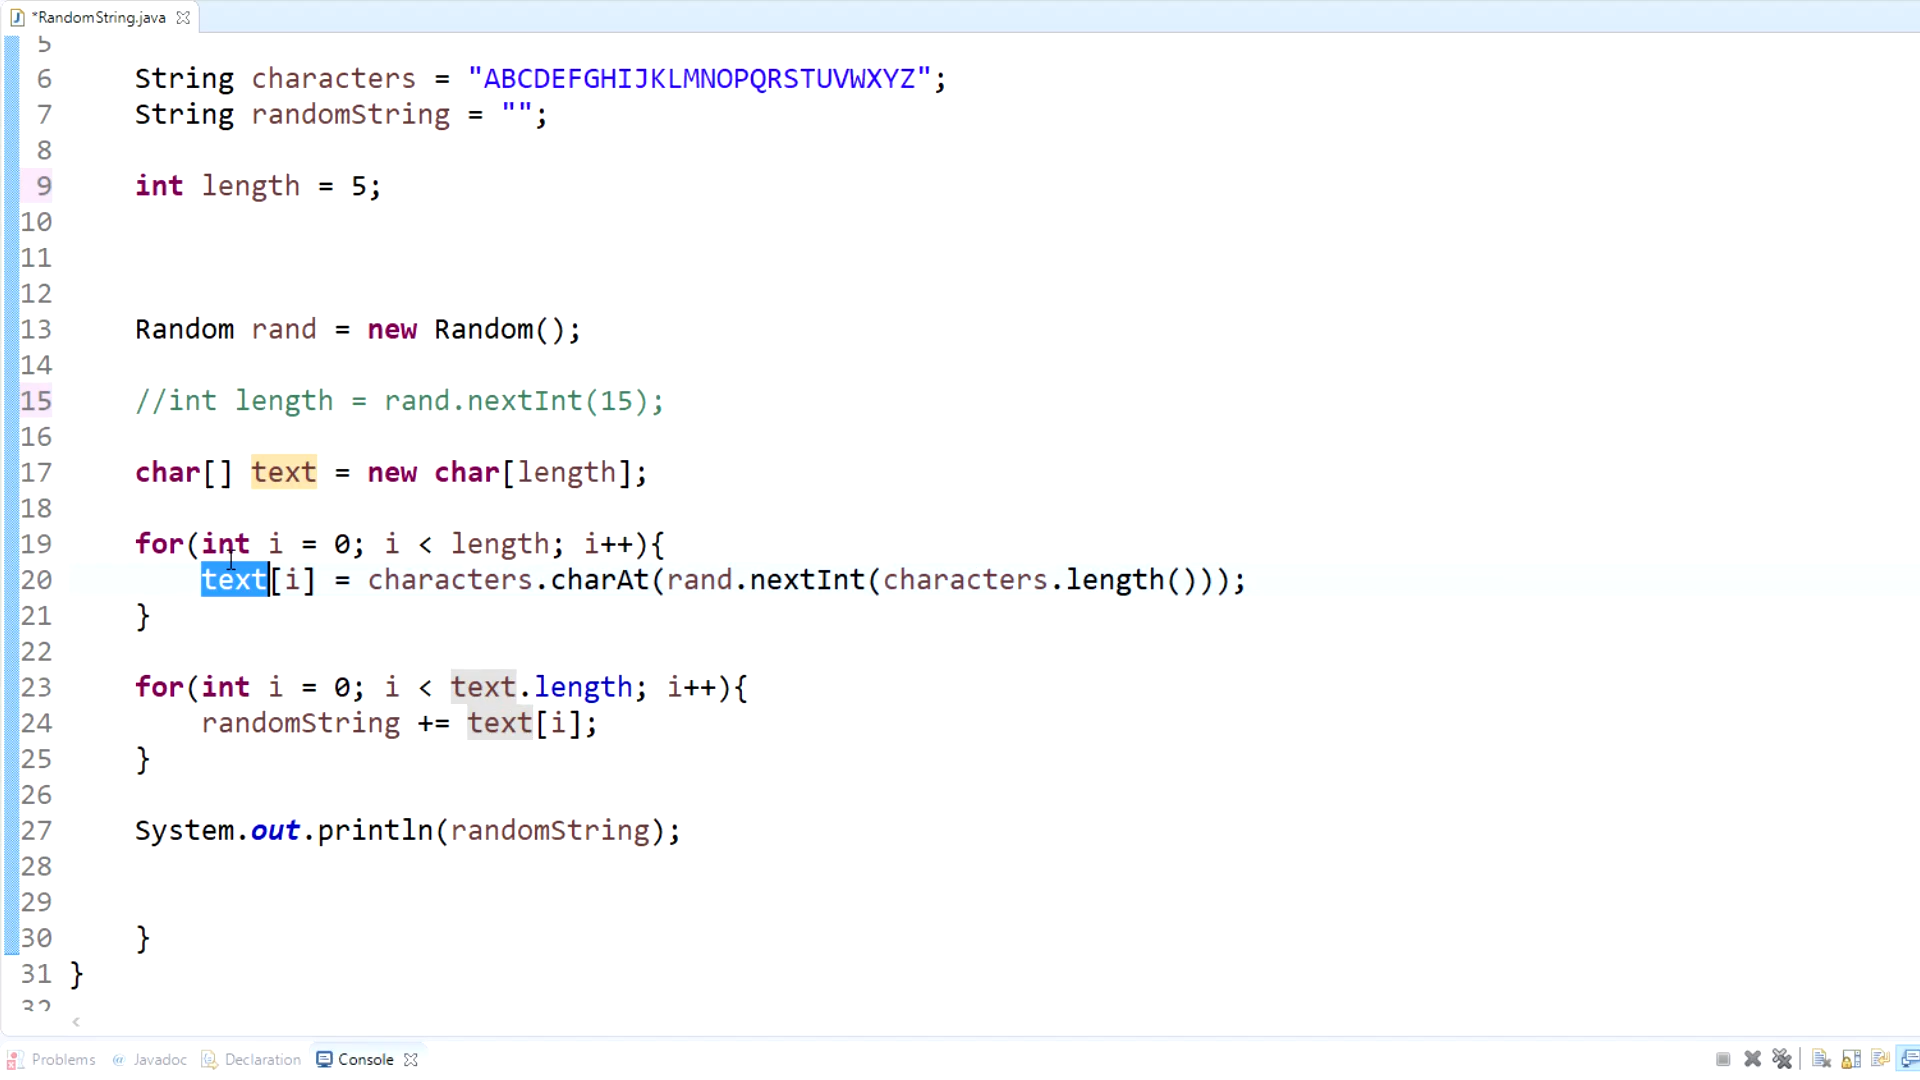 *RandomString.java
5
6 String characters = "ABCDEFGHIJKLMNOPQRSTUVWXYZ";
7 String randomString = "";
8
9 int length = 5;
10
11
12
13 Random rand = new Random();
14
15 //int length = rand.nextInt(15);
16
17 char[] text = new char[length];
18
19 for(int i = 0; i < length; i++){
20 text[i] = characters.charAt(rand.nextInt(characters.length()));
21 }
22
23 for(int i = 0; i < text.length; i++){
24 randomString += text[i];
25 }
26
27 System.out.println(randomString);
28
29
30 }
31 }
32
Problems @ Javadoc Declaration Console